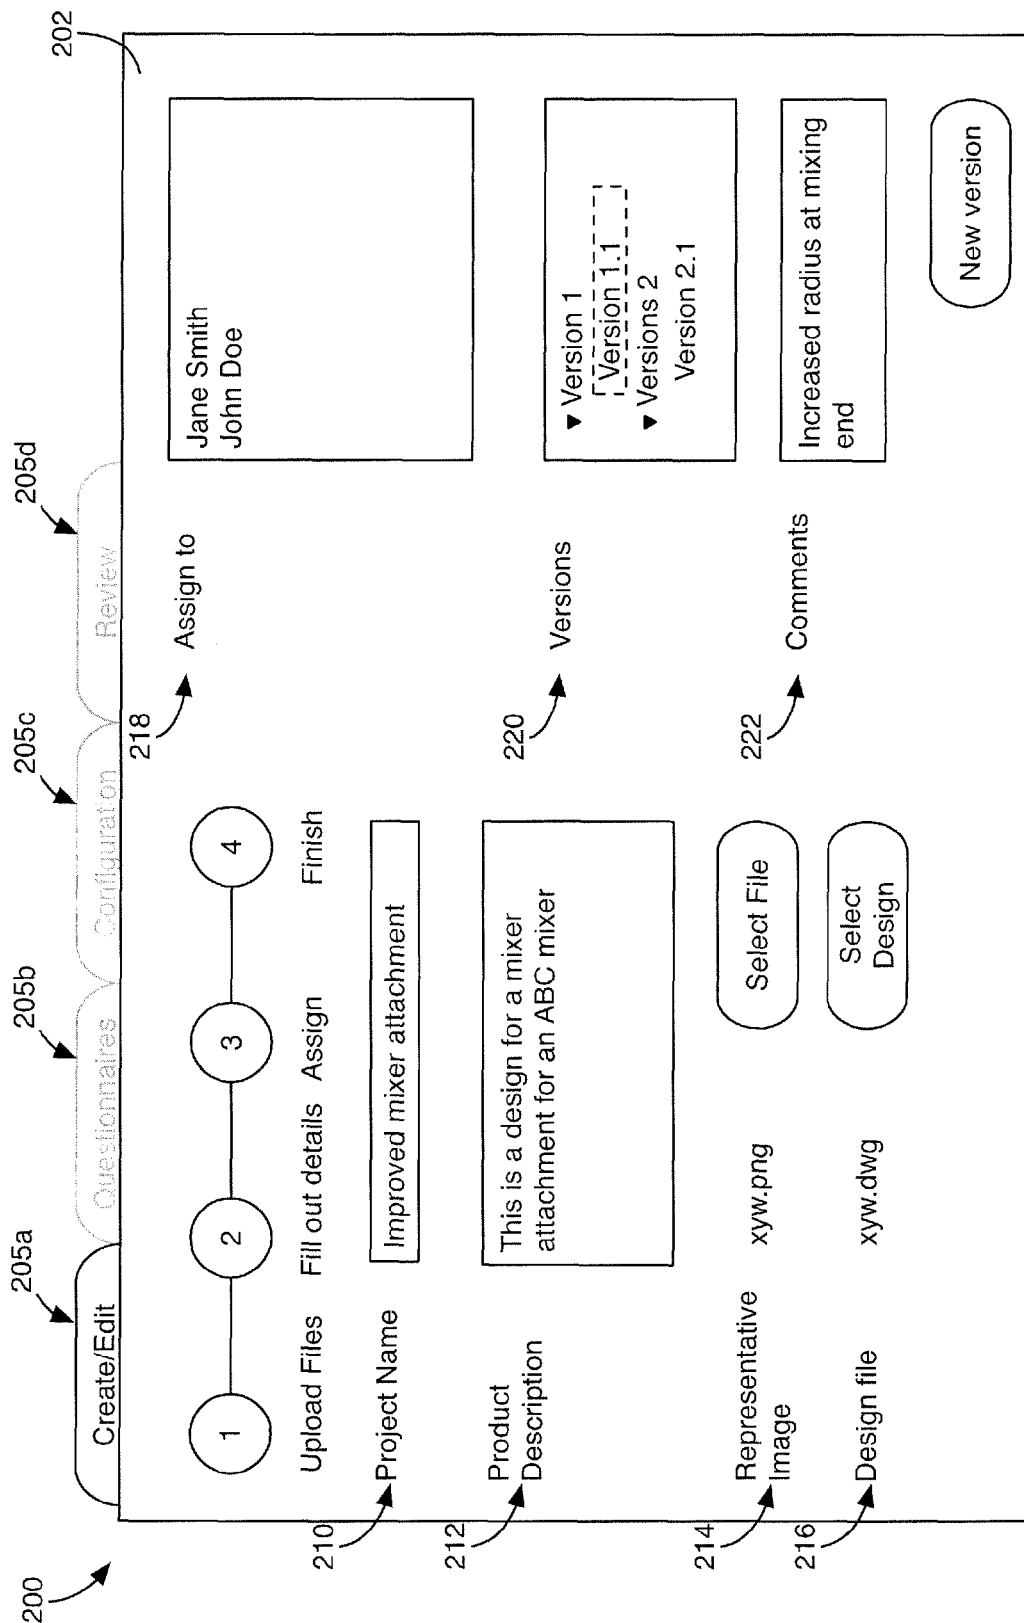 200
205a
205b
205c
205d
202
Create/Edit
Questionnaires
Configuration
Review
1
2
3
4
Upload Files
Fill out details
Assign
Finish
210
Project Name
Improved mixer attachment
212
Product
Description
This is a design for a mixer
attachment for an ABC mixer
214
Representative
Image
xyw.png
Select File
216
Design file
xyw.dwg
Select
Design
218
Assign to
Jane Smith
John Doe
220
Versions
▼ Version 1
Version 1.1
▼ Versions 2
Version 2.1
222
Comments
Increased radius at mixing
end
New version